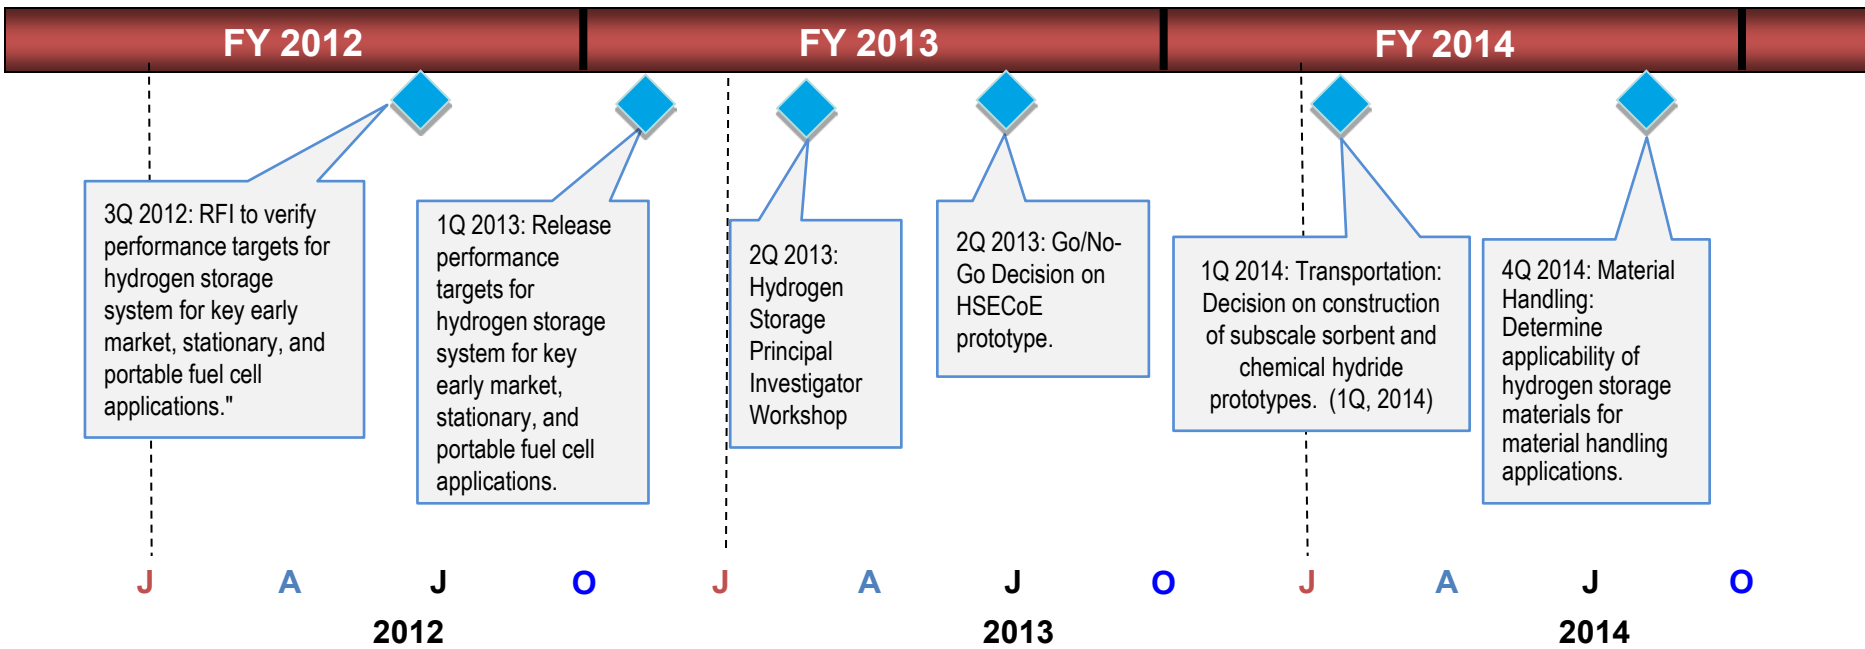 FY 2012
FY 2013
FY 2014
3Q 2012: RFI to verify
performance targets for
hydrogen storage
system for key early
market, stationary, and
portable fuel cell
applications."
1Q 2013: Release
performance
targets for
hydrogen storage
system for key
early market,
stationary, and
portable fuel cell
applications.
2Q 2013:
Hydrogen
Storage
Principal
Investigator
Workshop
2Q 2013: Go/No-
Go Decision on
HSECoE
prototype.
1Q 2014: Transportation:
Decision on construction
of subscale sorbent and
chemical hydride
prototypes.  (1Q, 2014)
4Q 2014: Material
Handling:
Determine
applicability of
hydrogen storage
materials for
material handling
applications.
J A J O J A J O J A J O
2012 2013 2014